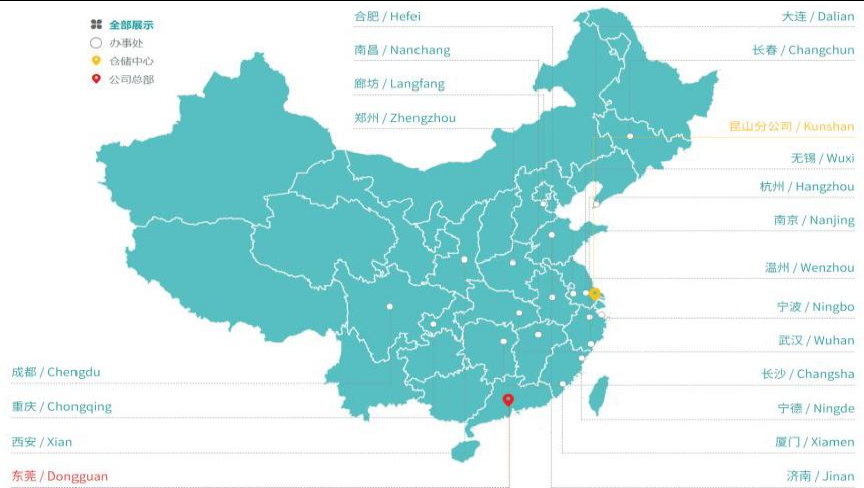 全部展示
办事处
仓储中心
公司总部
合肥 / Hefei
南昌 / Nanchang
廊坊 / Langfang
郑州 / Zhengzhou
大连 / Dalian
长春 / Changchun
昆山分公司 / Kunshan
无锡 / Wuxi
杭州 / Hangzhou
南京 / Nanjing
温州 / Wenzhou
宁波 / Ningbo
武汉 / Wuhan
长沙 / Changsha
宁德 / Ningde
厦门 / Xiamen
济南 / Jinan
成都 / Chengdu
重庆 / Chongqing
西安 / Xian
东莞 / Dongguan